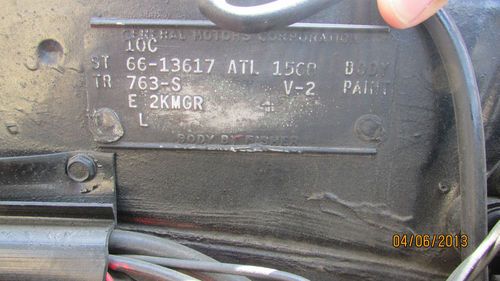 GENERAL MOTORS CORPORATION
10C
ST 66-13617 ATL 1568 BODY
TR 763-S V-2 PAINT
E 2KMGR
L
BODY BY FISHER
04/06/2013